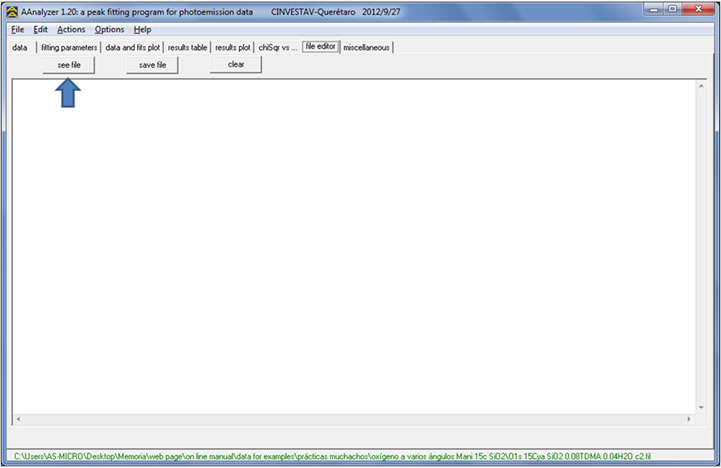 AAnalyzer 1.20: a peak fitting program for photoemission data CINVESTAV-Querétaro 2012/9/27
File Edit Actions Options Help
data fitting parameters data and fits plot results table results plot chiSqr vs ... file editor miscellaneous
see file save file clear
C:\Users\AS-MICRO\Desktop\Memoria\web page\on line manual\data for examples\prácticas muchachos\oxígeno a varios ángulos Mani 15c SiO2\O1s 15Cya SiO2 0.08TDMA 0.04H2O c2.fil